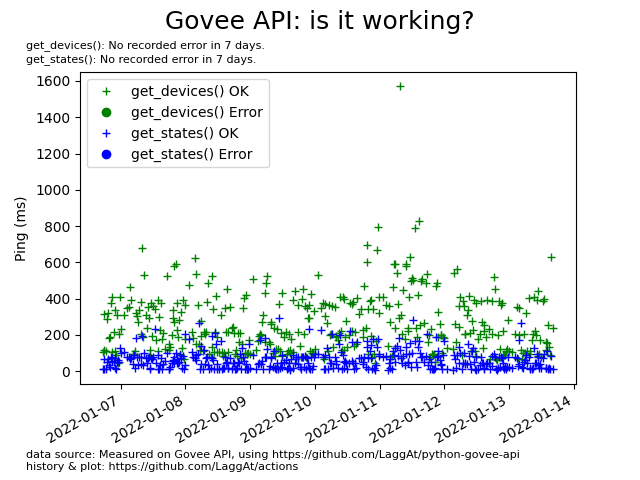 Govee API: is it working?
get_devices(): No recorded error in 7 days.
get_states(): No recorded error in 7 days.
1600
1400
1200
1000
800
600
400
200
0
Ping (ms)
get_devices() OK
get_devices() Error
get_states() OK
get_states() Error
2022-01-07
2022-01-08
2022-01-09
2022-01-10
2022-01-11
2022-01-12
2022-01-13
2022-01-14
data source: Measured on Govee API, using https://github.com/LaggAt/python-govee-api
history & plot: https://github.com/LaggAt/actions